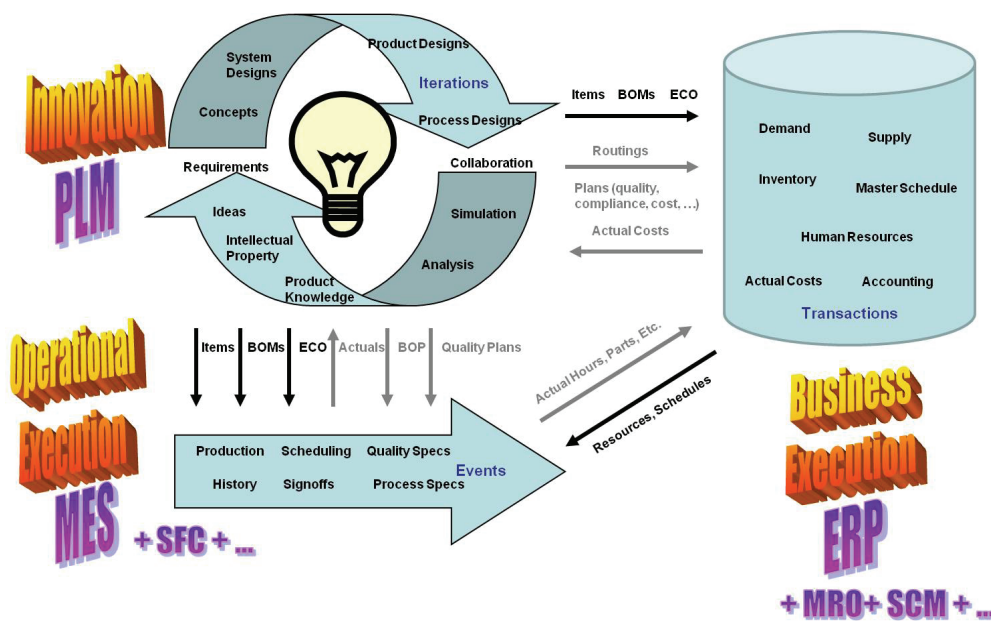 Innovation
PLM
System
Designs
Concepts
Requirements
Product Designs
Iterations
Process Designs
Collaboration
Simulation
Analysis
Ideas
Intellectual
Property
Product
Knowledge
Items BOMs ECO
Routings
Plans (quality,
compliance, cost, ...)
Actual Costs
Demand
Supply
Inventory
Master Schedule
Human Resources
Actual Costs
Accounting
Transactions
Operational
Execution
MES
+ SFC + ...
Items BOMs ECO Actuals BOP Quality Plans
Production Scheduling Quality Specs
Events
History Signoffs Process Specs
Actual Hours, Parts, Etc.
Resources, Schedules
Business
Execution
ERP
+ MRO+ SCM + ...